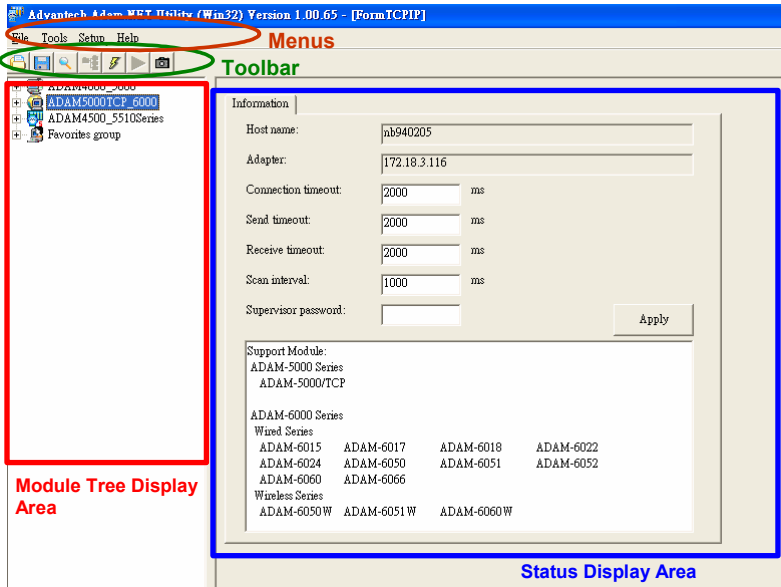 Advantech Adam.NET Utility (Win32) Version 1.00.65 - [FormTCPIP]
File Tools Setup Help
Menus
Toolbar
ADAM4000_5000
ADAM5000TCP_6000
ADAM4500_5510Series
Favorites group
Module Tree Display
Area
Information
Host name: nb940205
Adapter: 172.18.3.116
Connection timeout: 2000 ms
Send timeout: 2000 ms
Receive timeout: 2000 ms
Scan interval: 1000 ms
Supervisor password:
Apply
Support Module:
ADAM-5000 Series
ADAM-5000/TCP
ADAM-6000 Series
Wired Series
ADAM-6015 ADAM-6017 ADAM-6018 ADAM-6022
ADAM-6024 ADAM-6050 ADAM-6051 ADAM-6052
ADAM-6060 ADAM-6066
Wireless Series
ADAM-6050W ADAM-6051W ADAM-6060W
Status Display Area